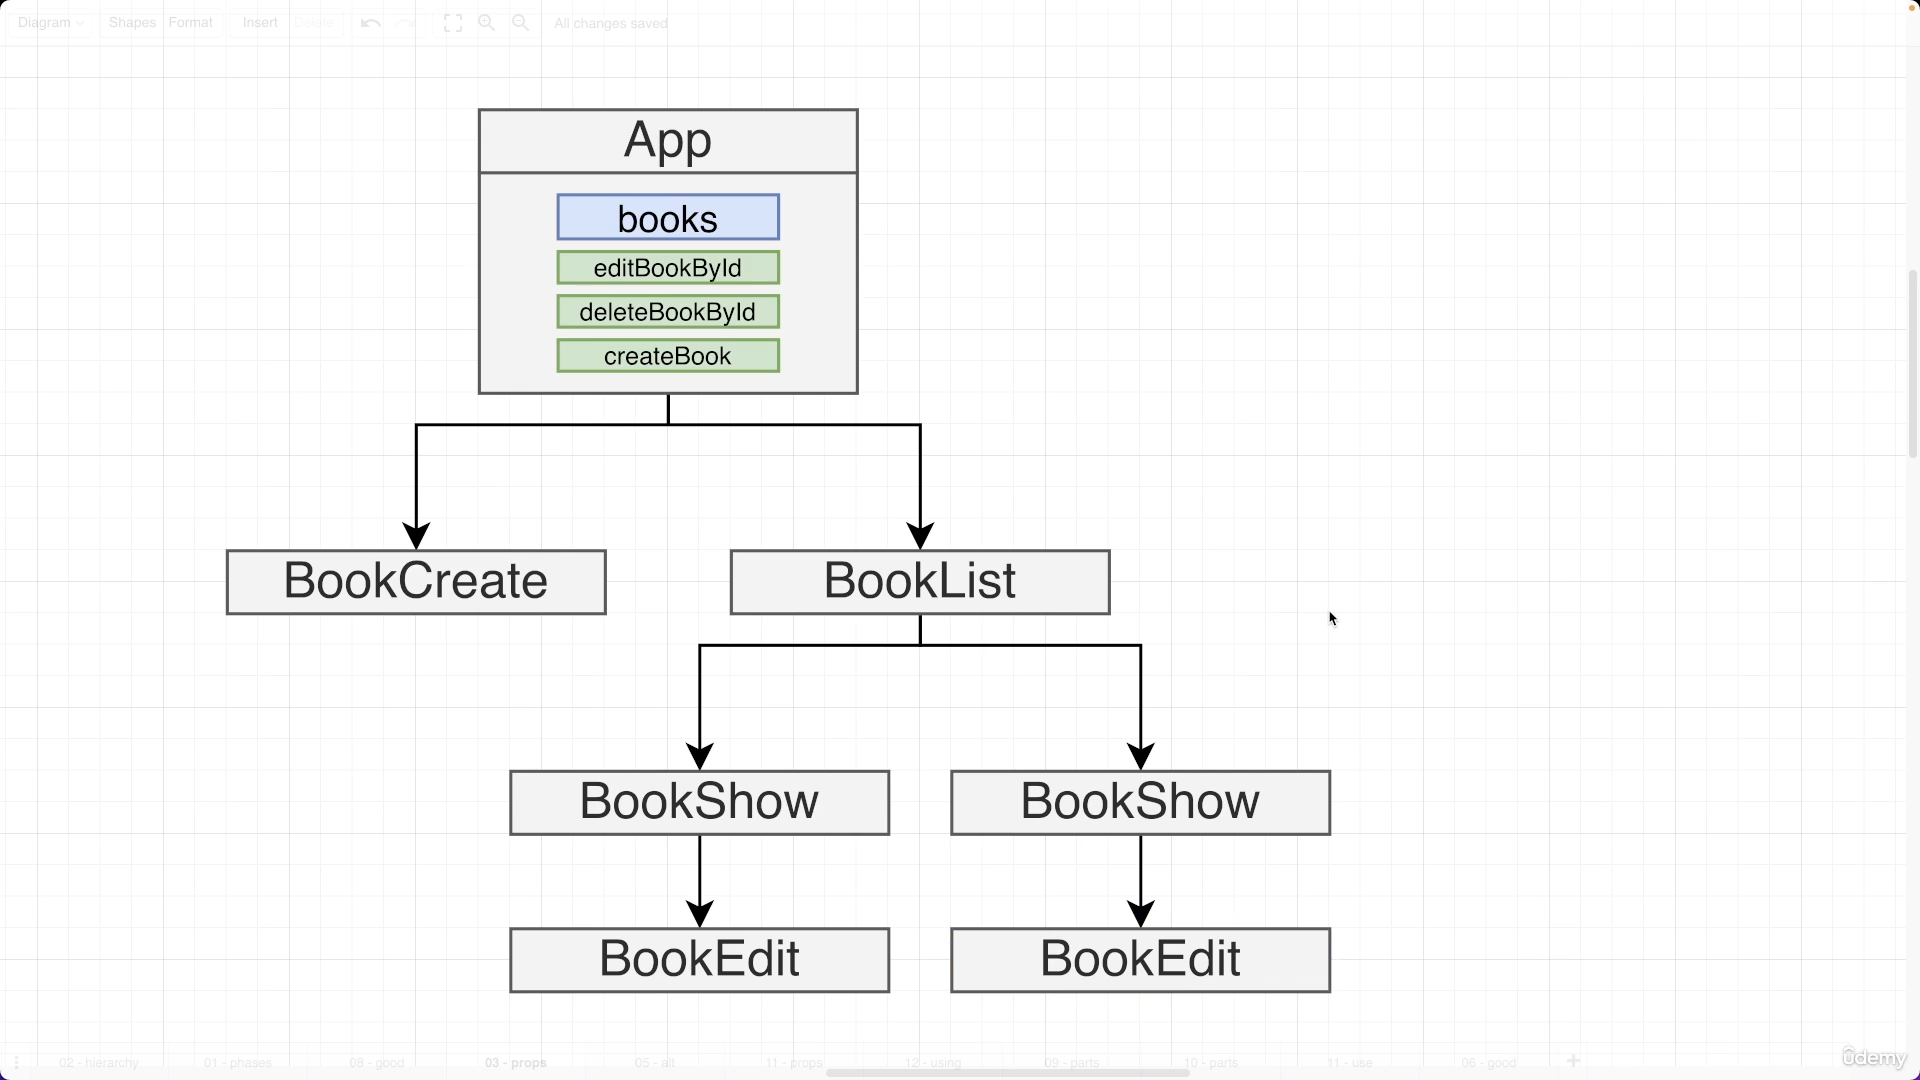 Diagram Shapes Format Insert Delete All changes saved
App
books
editBookById
deleteBookById
createBook
BookCreate BookList
BookShow BookShow
BookEdit BookEdit
02 - hierarchy 01 - phases 08 - good 03 - props 05 - alt 11 - props 12 - using 09 - parts 10 - parts 11 - use 06 - good
ûdemy